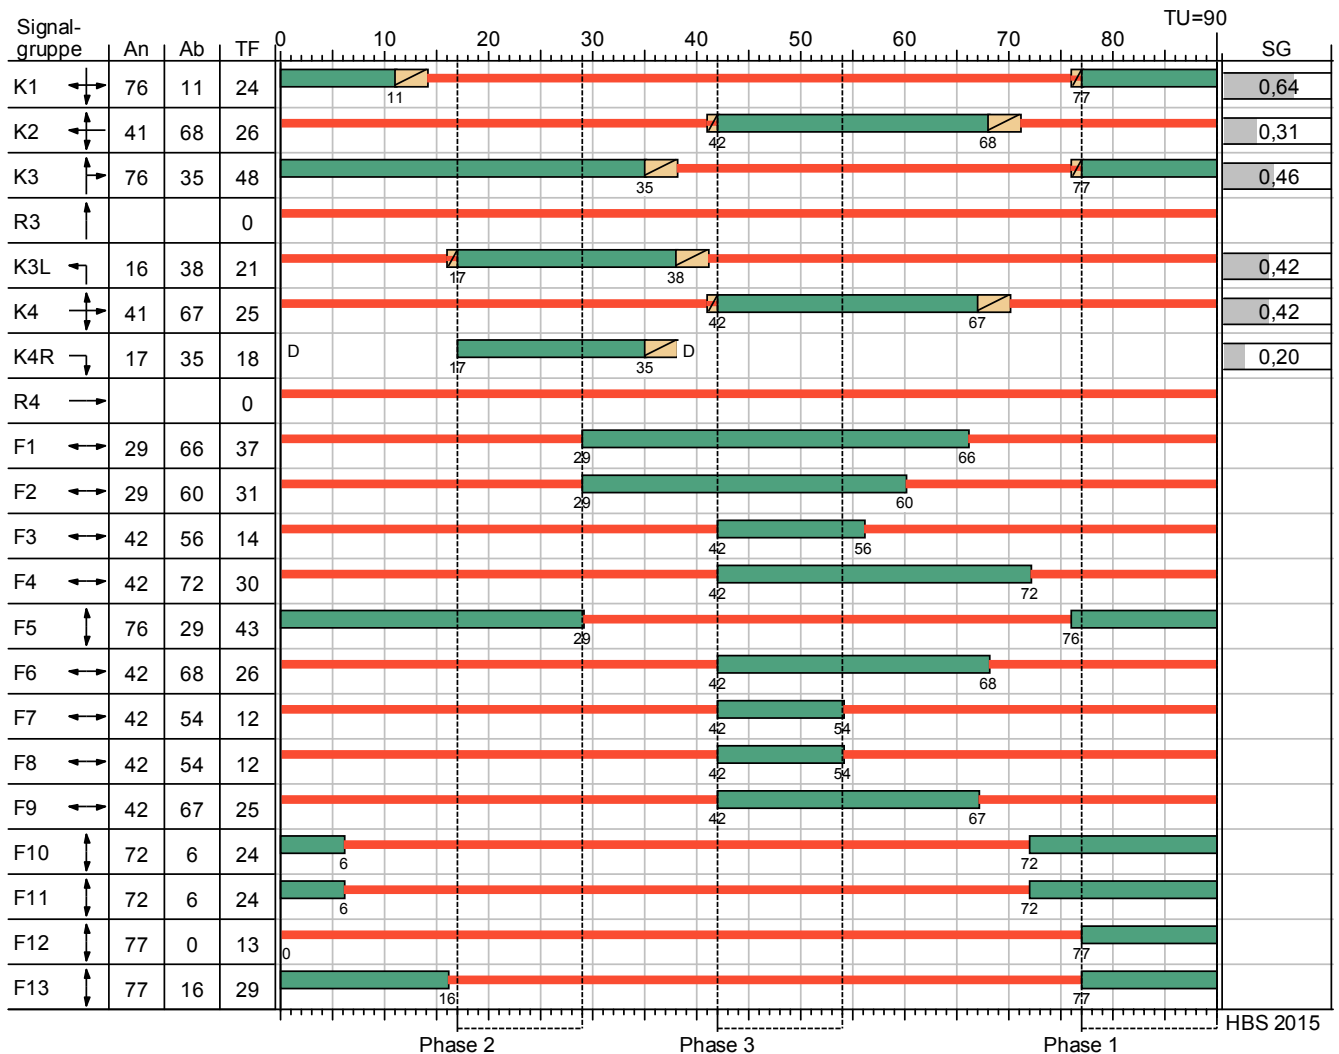 TU=90
Signal-
gruppe An Ab TF 0 10 20 30 40 50 60 70 80 SG
K1 76 11 24 11 77 0,64
K2 41 68 26 42 68 0,31
K3 76 35 48 35 77 0,46
R3 0
K3L 16 38 21 17 38 0,42
K4 41 67 25 42 67 0,42
K4R 17 35 18 D 17 35 D 0,20
R4 0
F1 29 66 37 29 66
F2 29 60 31 29 60
F3 42 56 14 42 56
F4 42 72 30 42 72
F5 76 29 43 29 76
F6 42 68 26 42 68
F7 42 54 12 42 54
F8 42 54 12 42 54
F9 42 67 25 42 67
F10 72 6 24 6 72
F11 72 6 24 6 72
F12 77 0 13 0 77
F13 77 16 29 16 77
HBS 2015
Phase 2 Phase 3 Phase 1